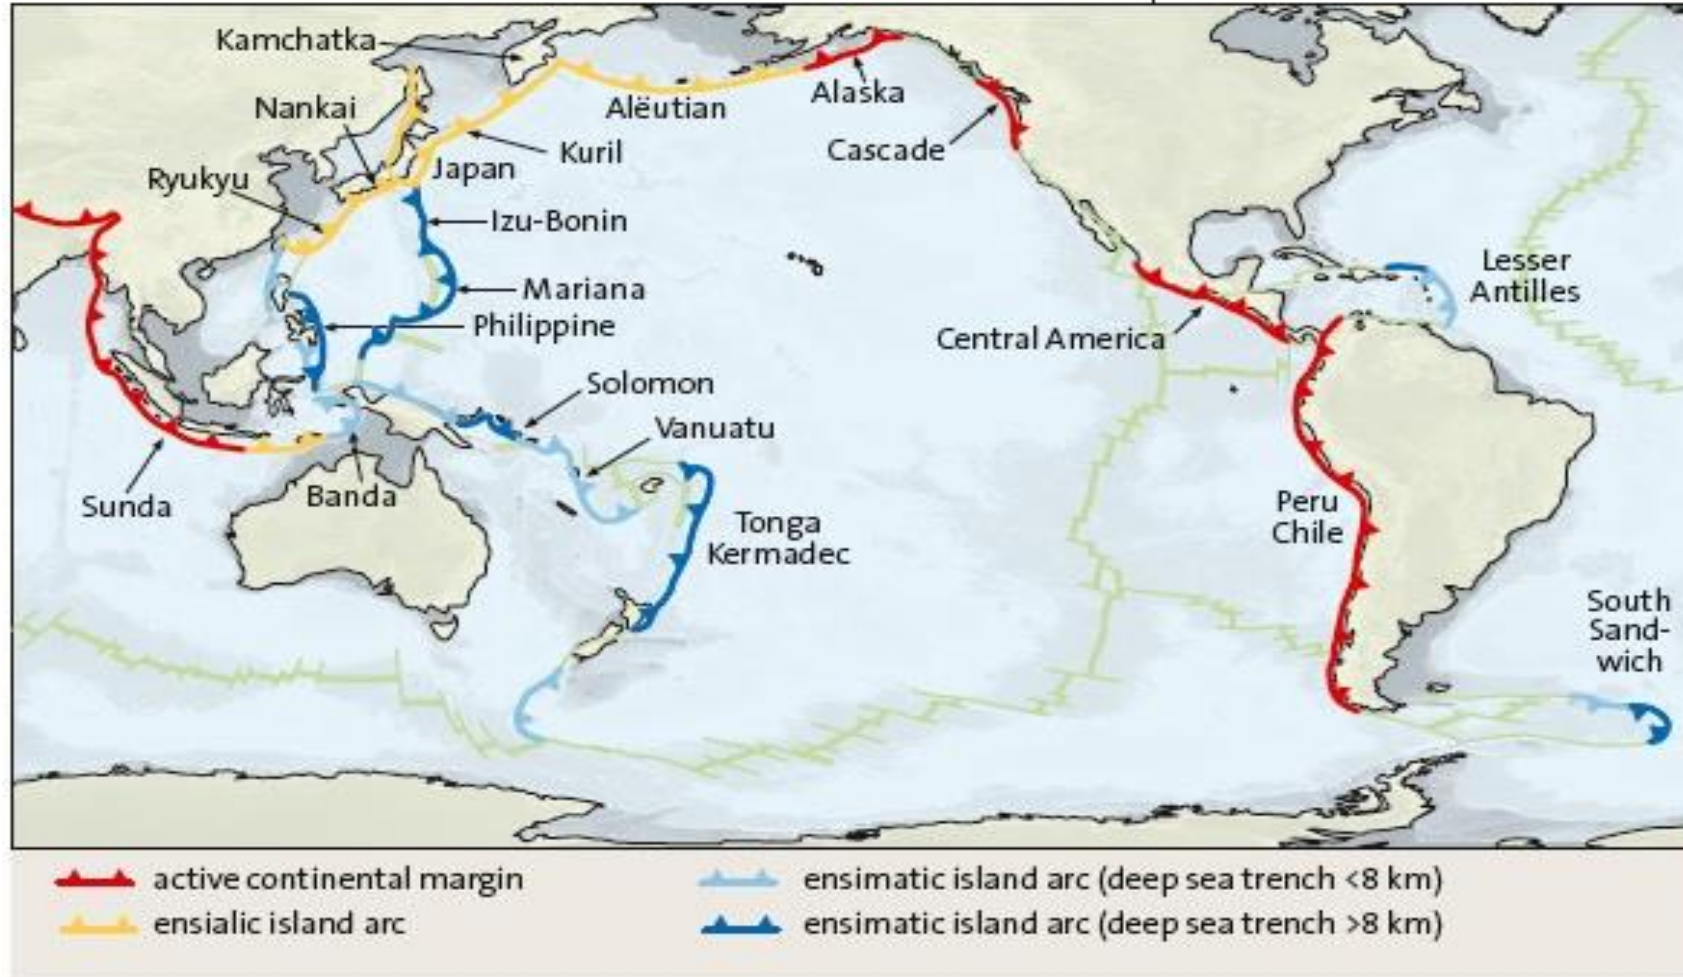 Kamchatka
Nankai
Alëutian
Alaska
Cascade
Kuril
Japan
Ryukyu
Izu-Bonin
Mariana
Philippine
Lesser
Antilles
Central America
Solomon
Vanuatu
Sunda
Banda
Tonga
Kermadec
Peru
Chile
South
Sand-
wich
active continental margin
ensialic island arc
ensimatic island arc (deep sea trench <8 km)
ensimatic island arc (deep sea trench >8 km)